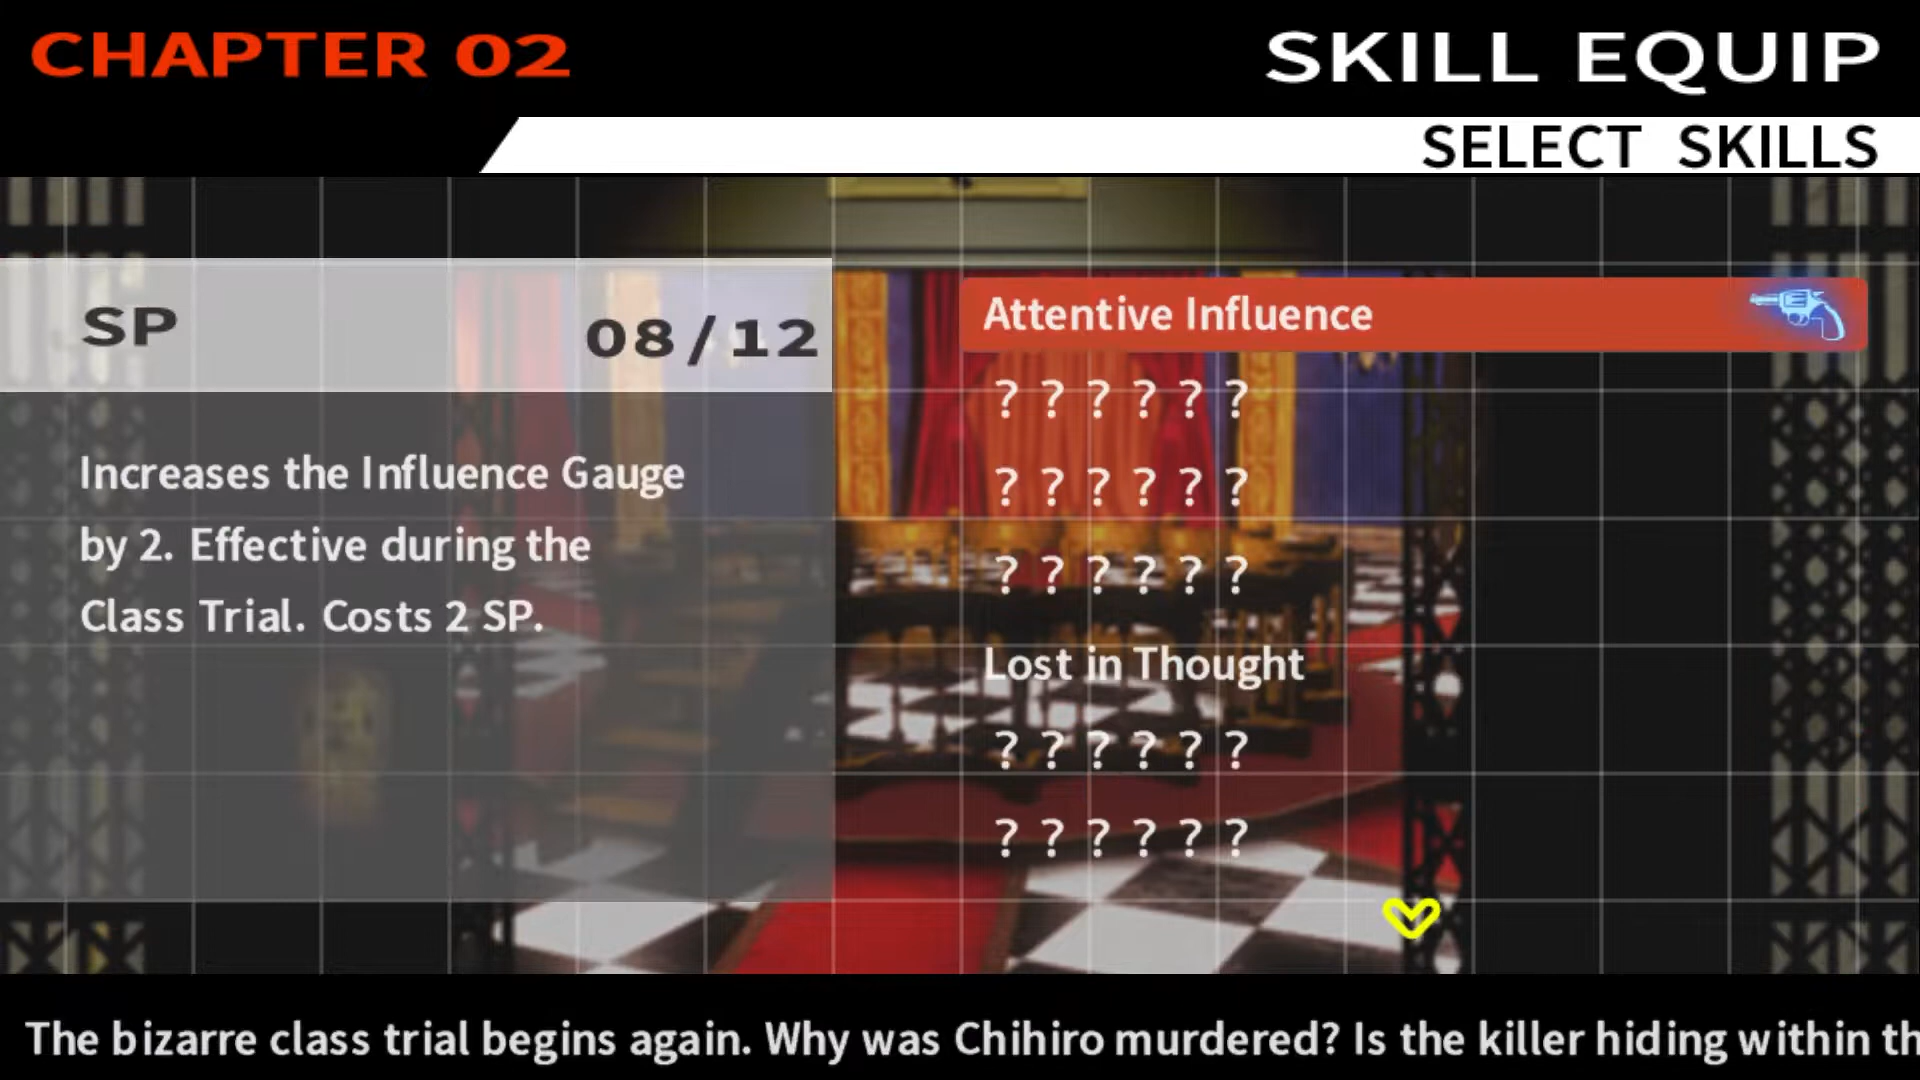 CHAPTER 02
SKILL EQUIP
SELECT SKILLS
SP 08/12
Increases the Influence Gauge
by 2. Effective during the
Class Trial. Costs 2 SP.
Attentive Influence
? ? ? ? ? ?
? ? ? ? ? ?
? ? ? ? ? ?
Lost in Thought
? ? ? ? ? ?
? ? ? ? ? ?
The bizarre class trial begins again. Why was Chihiro murdered? Is the killer hiding within th